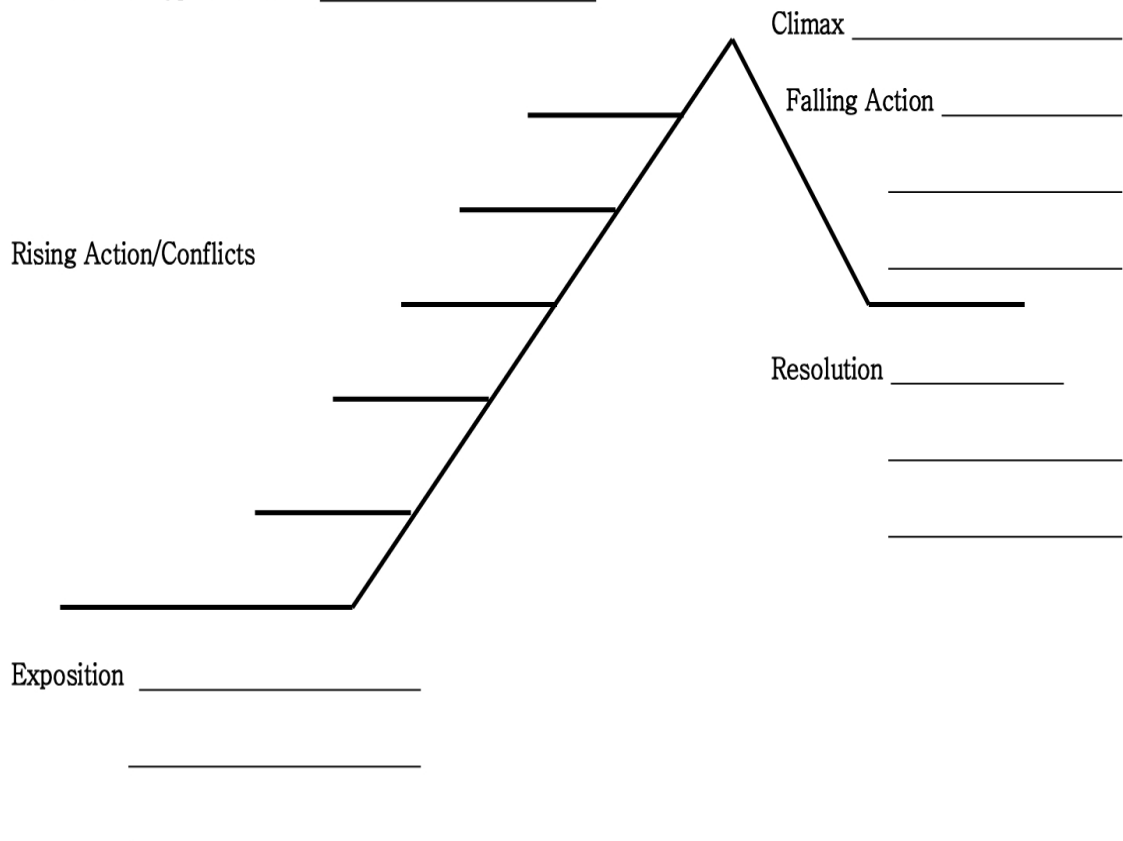 Climax
Falling Action
Rising Action/Conflicts
Resolution
Exposition